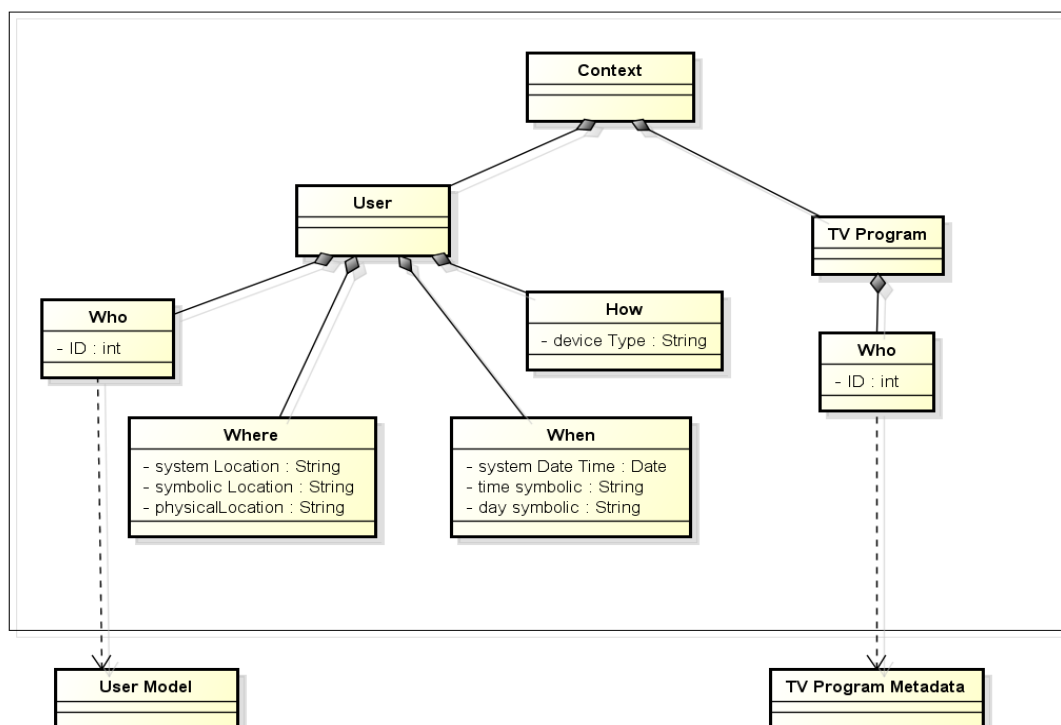 Context
User
TV Program
Who
- ID : int
How
- device Type : String
Who
- ID : int
Where
- system Location : String
- symbolic Location : String
- physicalLocation : String
When
- system Date Time : Date
- time symbolic : String
- day symbolic : String
User Model
TV Program Metadata